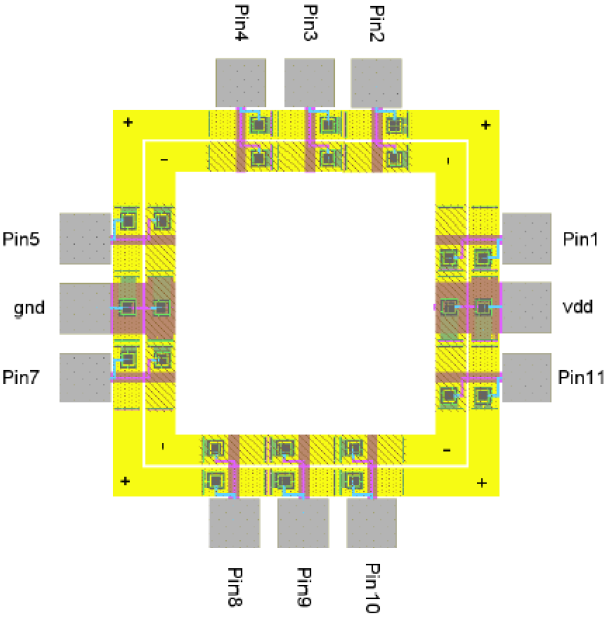 Pin4 Pin3 Pin2
+ +
- -
Pin5 Pin1
gnd vdd
Pin7 Pin11
- -
+ +
Pin8 Pin9 Pin10